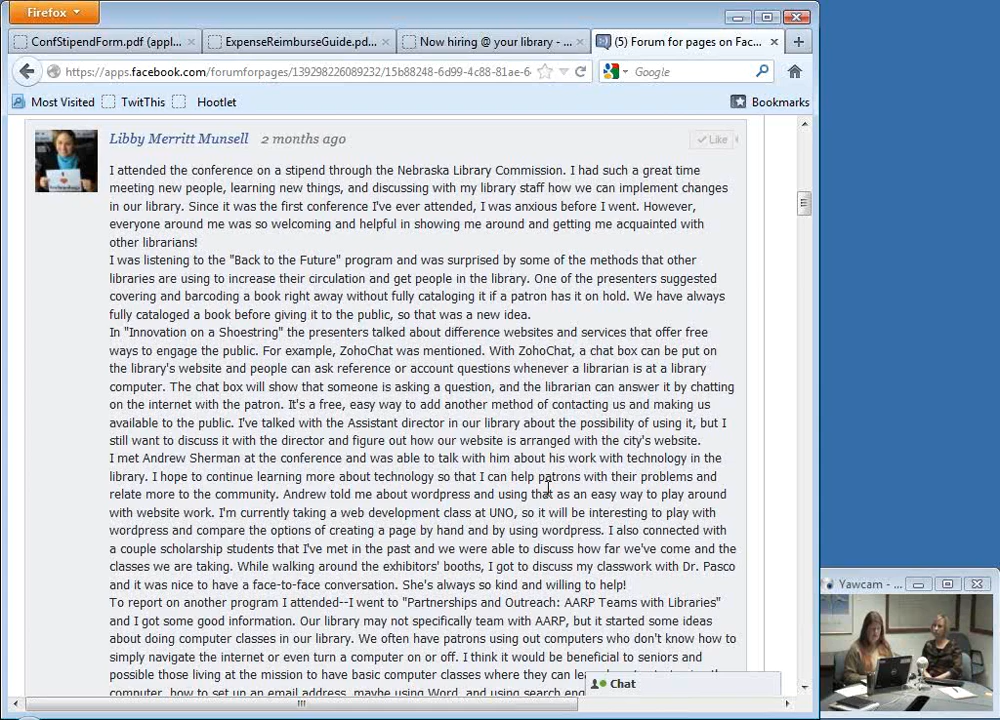 Firefox
ConfStipendForm.pdf (appl...
ExpenseReimburseGuide.pd...
Now hiring @ your library - ...
(5) Forum for pages on Fac...
https://apps.facebook.com/forumforpages/139298226089232/15b88248-6d99-4c88-81ae-6
Google
Most Visited
TwitThis
Hootlet
Bookmarks
Libby Merritt Munsell 2 months ago
Like
I attended the conference on a stipend through the Nebraska Library Commission. I had such a great time
meeting new people, learning new things, and discussing with my library staff how we can implement changes
in our library. Since it was the first conference I've ever attended, I was anxious before I went. However,
everyone around me was so welcoming and helpful in showing me around and getting me acquainted with
other librarians!
I was listening to the "Back to the Future" program and was surprised by some of the methods that other
libraries are using to increase their circulation and get people in the library. One of the presenters suggested
covering and barcoding a book right away without fully cataloging it if a patron has it on hold. We have always
fully cataloged a book before giving it to the public, so that was a new idea.
In "Innovation on a Shoestring" the presenters talked about difference websites and services that offer free
ways to engage the public. For example, ZohoChat was mentioned. With ZohoChat, a chat box can be put on
the library's website and people can ask reference or account questions whenever a librarian is at a library
computer. The chat box will show that someone is asking a question, and the librarian can answer it by chatting
on the internet with the patron. It's a free, easy way to add another method of contacting us and making us
available to the public. I've talked with the Assistant director in our library about the possibility of using it, but I
still want to discuss it with the director and figure out how our website is arranged with the city's website.
I met Andrew Sherman at the conference and was able to talk with him about his work with technology in the
library. I hope to continue learning more about technology so that I can help patrons with their problems and
relate more to the community. Andrew told me about wordpress and using that as an easy way to play around
with website work. I'm currently taking a web development class at UNO, so it will be interesting to play with
wordpress and compare the options of creating a page by hand and by using wordpress. I also connected with
a couple scholarship students that I've met in the past and we were able to discuss how far we've come and the
classes we are taking. While walking around the exhibitors' booths, I got to discuss my classwork with Dr. Pasco
and it was nice to have a face-to-face conversation. She's always so kind and willing to help!
To report on another program I attended--I went to "Partnerships and Outreach: AARP Teams with Libraries"
and I got some good information. Our library may not specifically team with AARP, but it started some ideas
about doing computer classes in our library. We often have patrons using out computers who don't know how to
simply navigate the internet or even turn a computer on or off. I think it would be beneficial to seniors and
possible those living at the mission to have basic computer classes where they can
computer, how to set up an email address, maybe using Word, and using search
Chat
Yawcam -